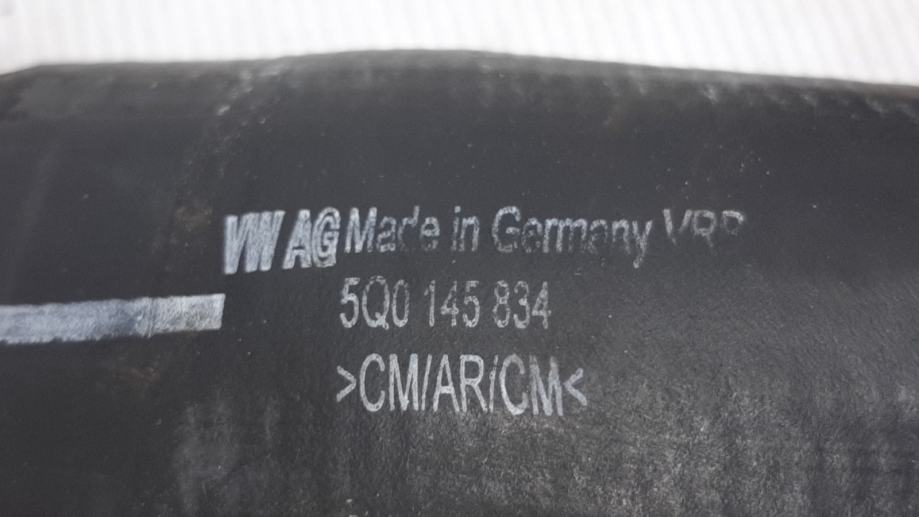 VW AG Made in Germany
5Q0 145 834
>CM/AR/CM<